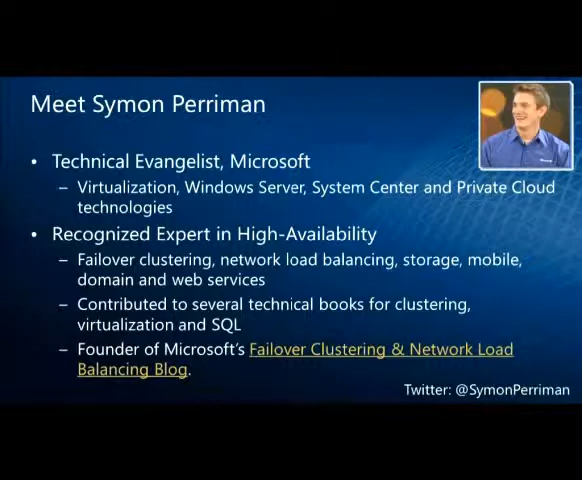 Meet Symon Perriman
• Technical Evangelist, Microsoft
– Virtualization, Windows Server, System Center and Private Cloud
technologies
• Recognized Expert in High-Availability
– Failover clustering, network load balancing, storage, mobile,
domain and web services
– Contributed to several technical books for clustering,
virtualization and SQL
– Founder of Microsoft's Failover Clustering & Network Load
Balancing Blog.
Twitter: @SymonPerriman